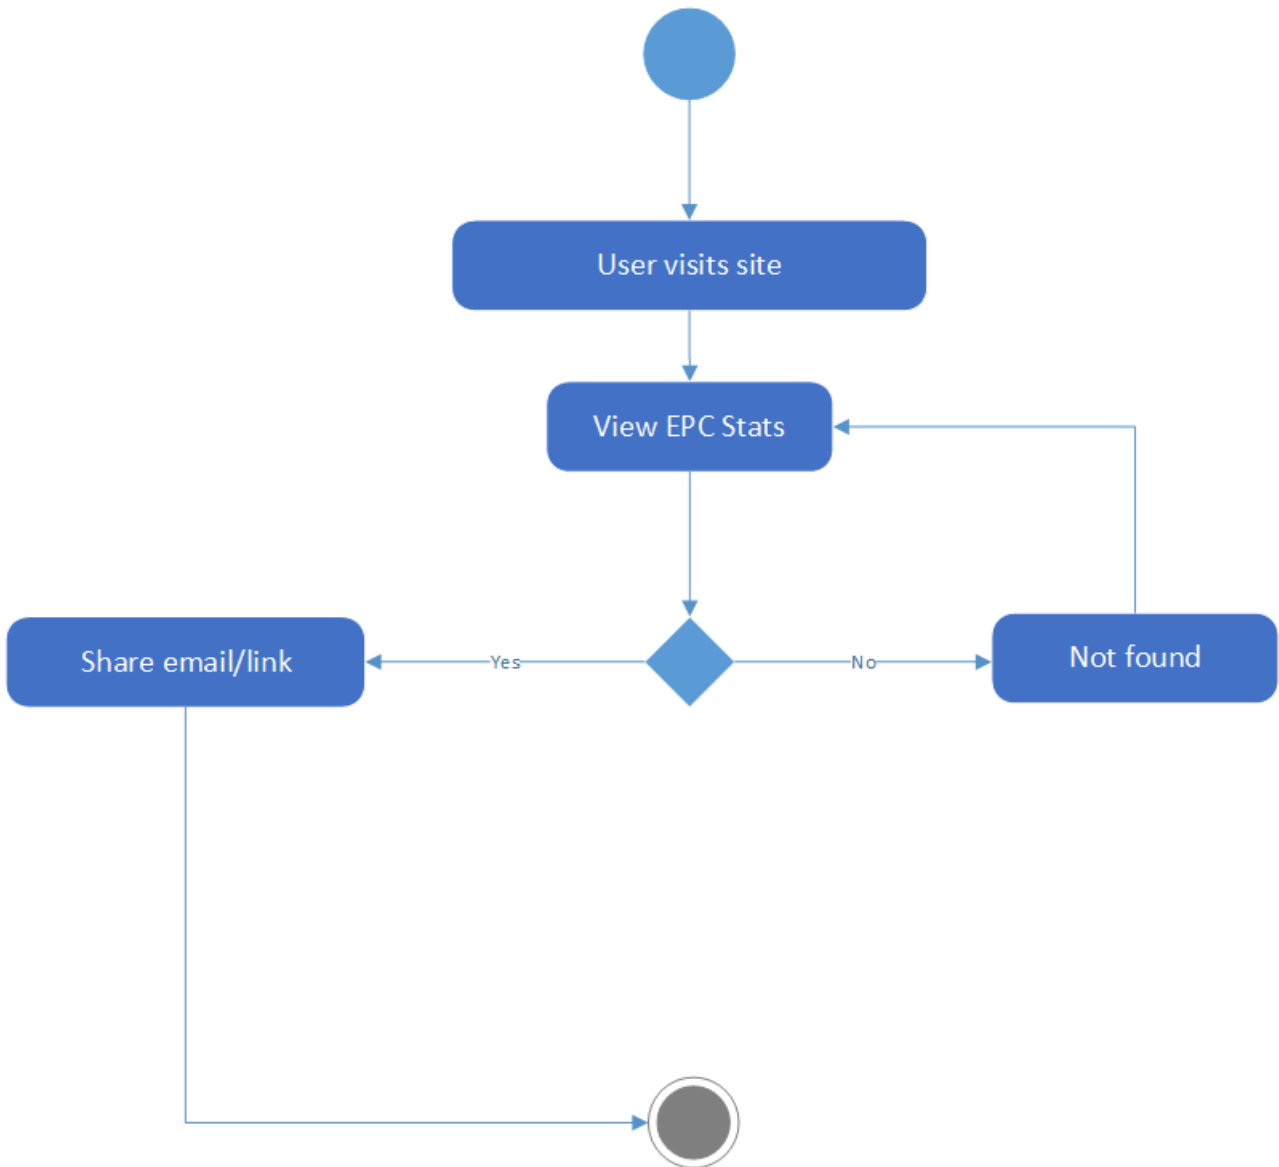 User visits site
View EPC Stats
Share email/link
Yes
No
Not found